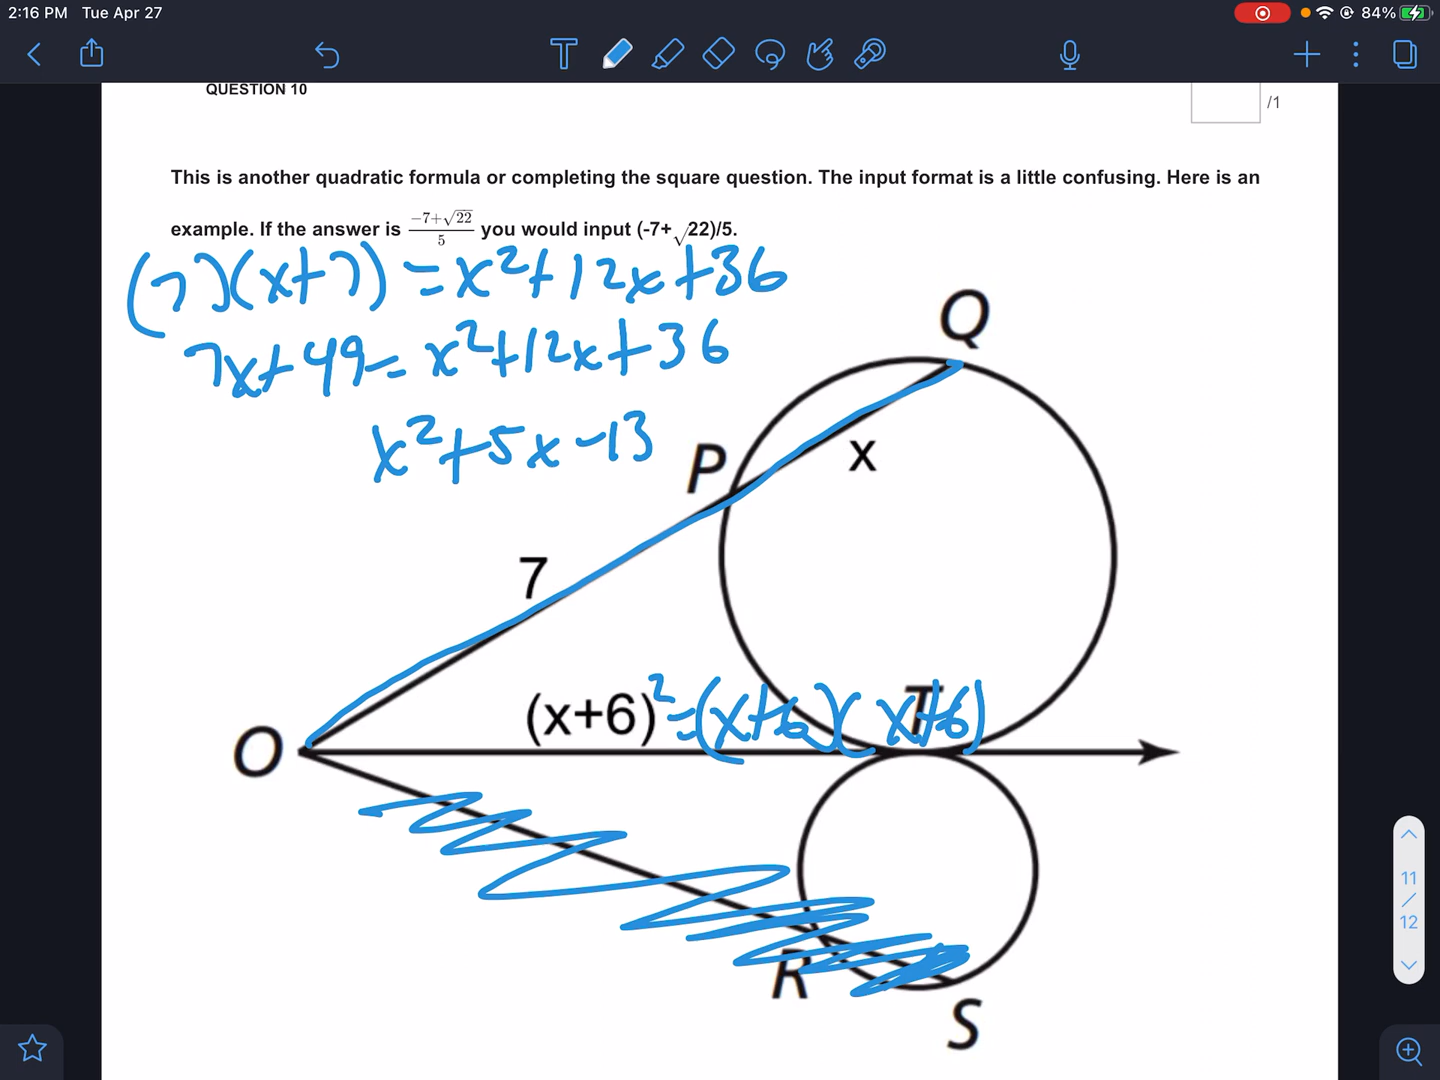 2:16 PM Tue Apr 27
84%
QUESTION 10
/1
This is another quadratic formula or completing the square question. The input format is a little confusing. Here is an
example. If the answer is (−7+√22)/5 you would input (-7+√22)/5.
(7)(x+7) = x²+12x+36
7x+49 = x²+12x+36
x²+5x-13
Q
P
x
7
(x+6)²=(x+6)(x+6)
T
O
R
S
11
/
12